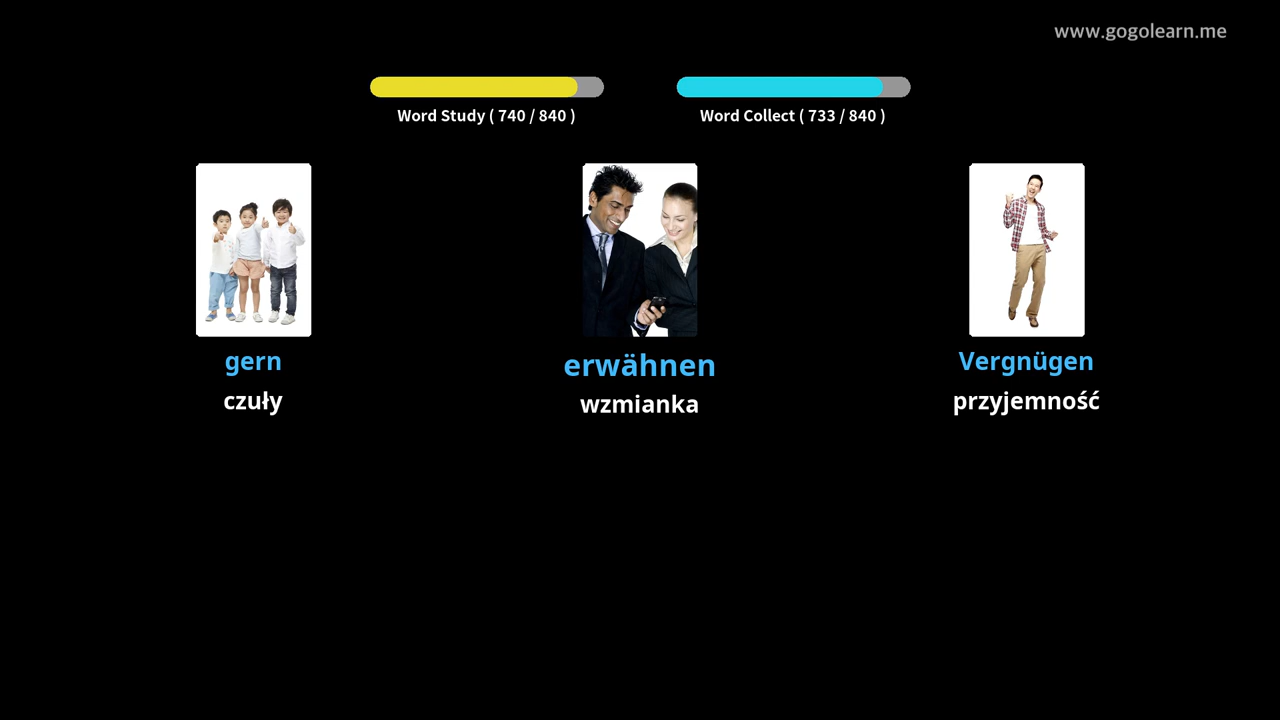 www.gogolearn.me
Word Study ( 740 / 840 )
Word Collect ( 733 / 840 )
gern
erwähnen
Vergnügen
czuły
wzmianka
przyjemność